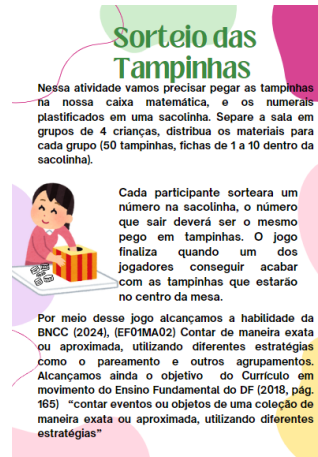 Sorteio das
Tampinhas
Nessa atividade vamos precisar pegar as tampinhas
na nossa caixa matemática, e os numerais
plastificados em uma sacolinha. Separe a sala em
grupos de 4 crianças, distribua os materiais para
cada grupo (50 tampinhas, fichas de 1 a 10 dentro da
sacolinha).
Cada participante sorteara um
número na sacolinha, o número
que sair deverá ser o mesmo
pego em tampinhas. O jogo
finaliza quando um dos
jogadores conseguir acabar
com as tampinhas que estarão
no centro da mesa.
Por meio desse jogo alcançamos a habilidade da
BNCC (2024), (EF01MA02) Contar de maneira exata
ou aproximada, utilizando diferentes estratégias
como o pareamento e outros agrupamentos.
Alcançamos ainda o objetivo do Currículo em
movimento do Ensino Fundamental do DF (2018, pág.
165) “contar eventos ou objetos de uma coleção de
maneira exata ou aproximada, utilizando diferentes
estratégias”